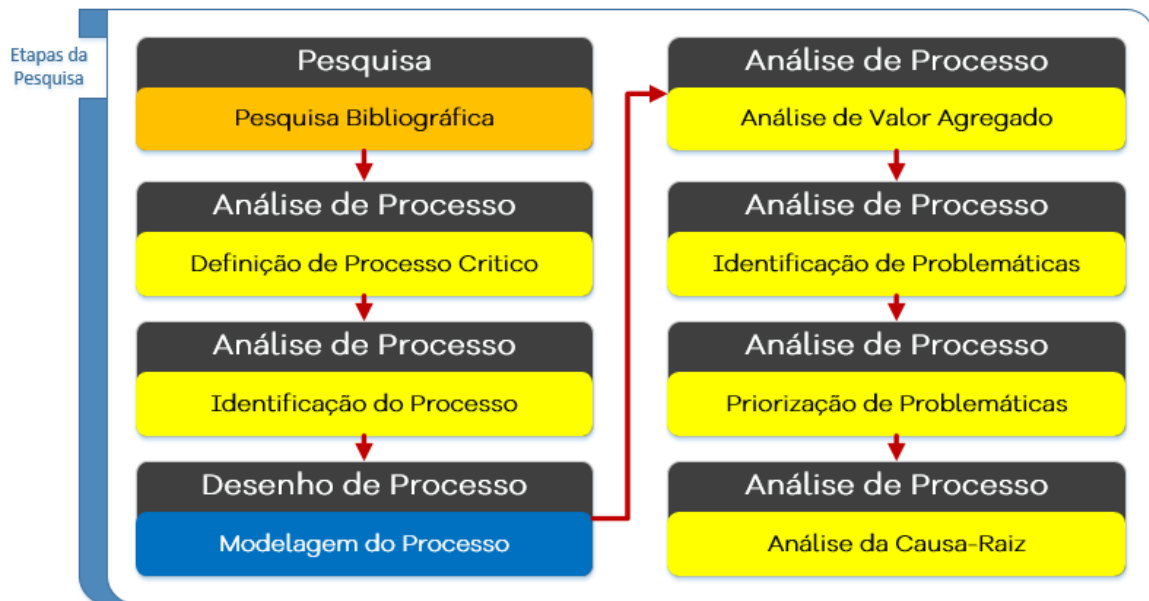 Etapas da
Pesquisa
Pesquisa
Pesquisa Bibliográfica
Análise de Processo
Definição de Processo Critico
Análise de Processo
Identificação do Processo
Desenho de Processo
Modelagem do Processo
Análise de Processo
Análise de Valor Agregado
Análise de Processo
Identificação de Problemáticas
Análise de Processo
Priorização de Problemáticas
Análise de Processo
Análise da Causa-Raiz